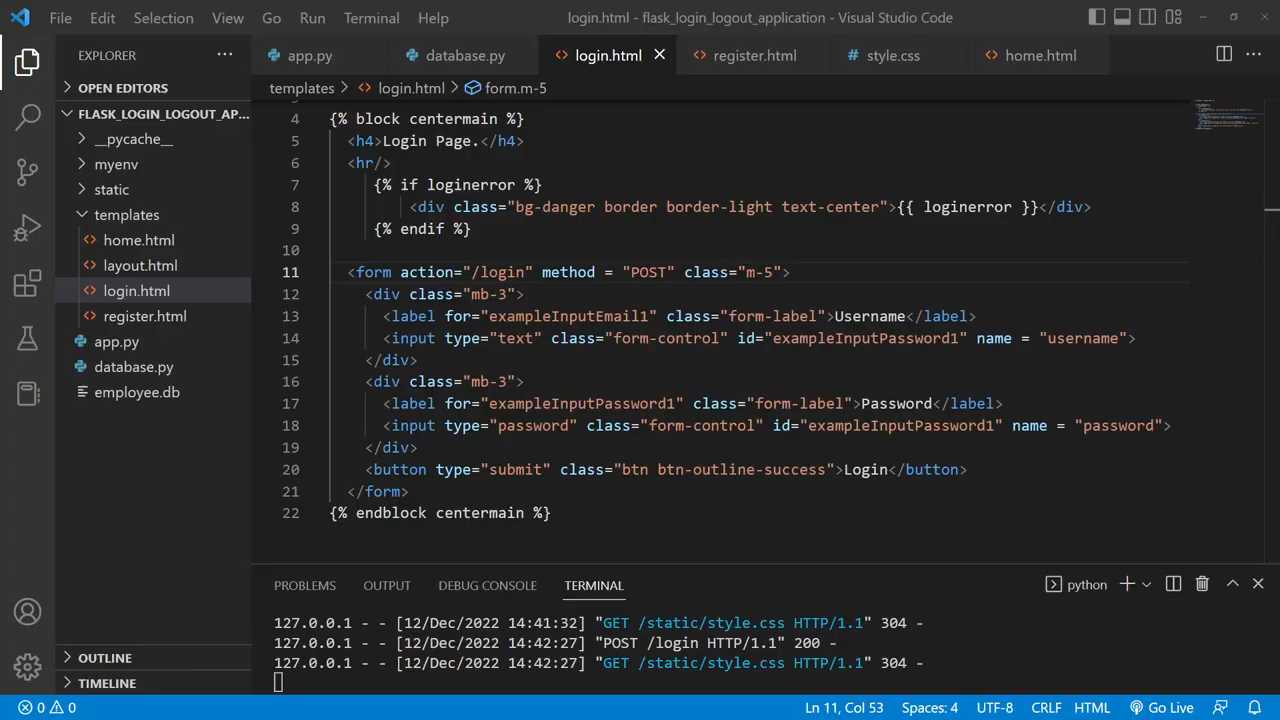 File Edit Selection View Go Run Terminal Help login.html - flask_login_logout_application - Visual Studio Code
EXPLORER
OPEN EDITORS
FLASK_LOGIN_LOGOUT_AP...
__pycache__
myenv
static
templates
home.html
layout.html
login.html
register.html
app.py
database.py
employee.db
OUTLINE
TIMELINE
app.py database.py login.html register.html style.css home.html
templates > login.html > form.m-5
4 {% block centermain %}
5 <h4>Login Page.</h4>
6 <hr/>
7 {% if loginerror %}
8 <div class="bg-danger border border-light text-center">{{ loginerror }}</div>
9 {% endif %}
10
11 <form action="/login" method = "POST" class="m-5">
12 <div class="mb-3">
13 <label for="exampleInputEmail1" class="form-label">Username</label>
14 <input type="text" class="form-control" id="exampleInputPassword1" name = "username">
15 </div>
16 <div class="mb-3">
17 <label for="exampleInputPassword1" class="form-label">Password</label>
18 <input type="password" class="form-control" id="exampleInputPassword1" name = "password">
19 </div>
20 <button type="submit" class="btn btn-outline-success">Login</button>
21 </form>
22 {% endblock centermain %}
PROBLEMS OUTPUT DEBUG CONSOLE TERMINAL python
127.0.0.1 - - [12/Dec/2022 14:41:32] "GET /static/style.css HTTP/1.1" 304 -
127.0.0.1 - - [12/Dec/2022 14:42:27] "POST /login HTTP/1.1" 200 -
127.0.0.1 - - [12/Dec/2022 14:42:27] "GET /static/style.css HTTP/1.1" 304 -
0 0 Ln 11, Col 53 Spaces: 4 UTF-8 CRLF HTML Go Live